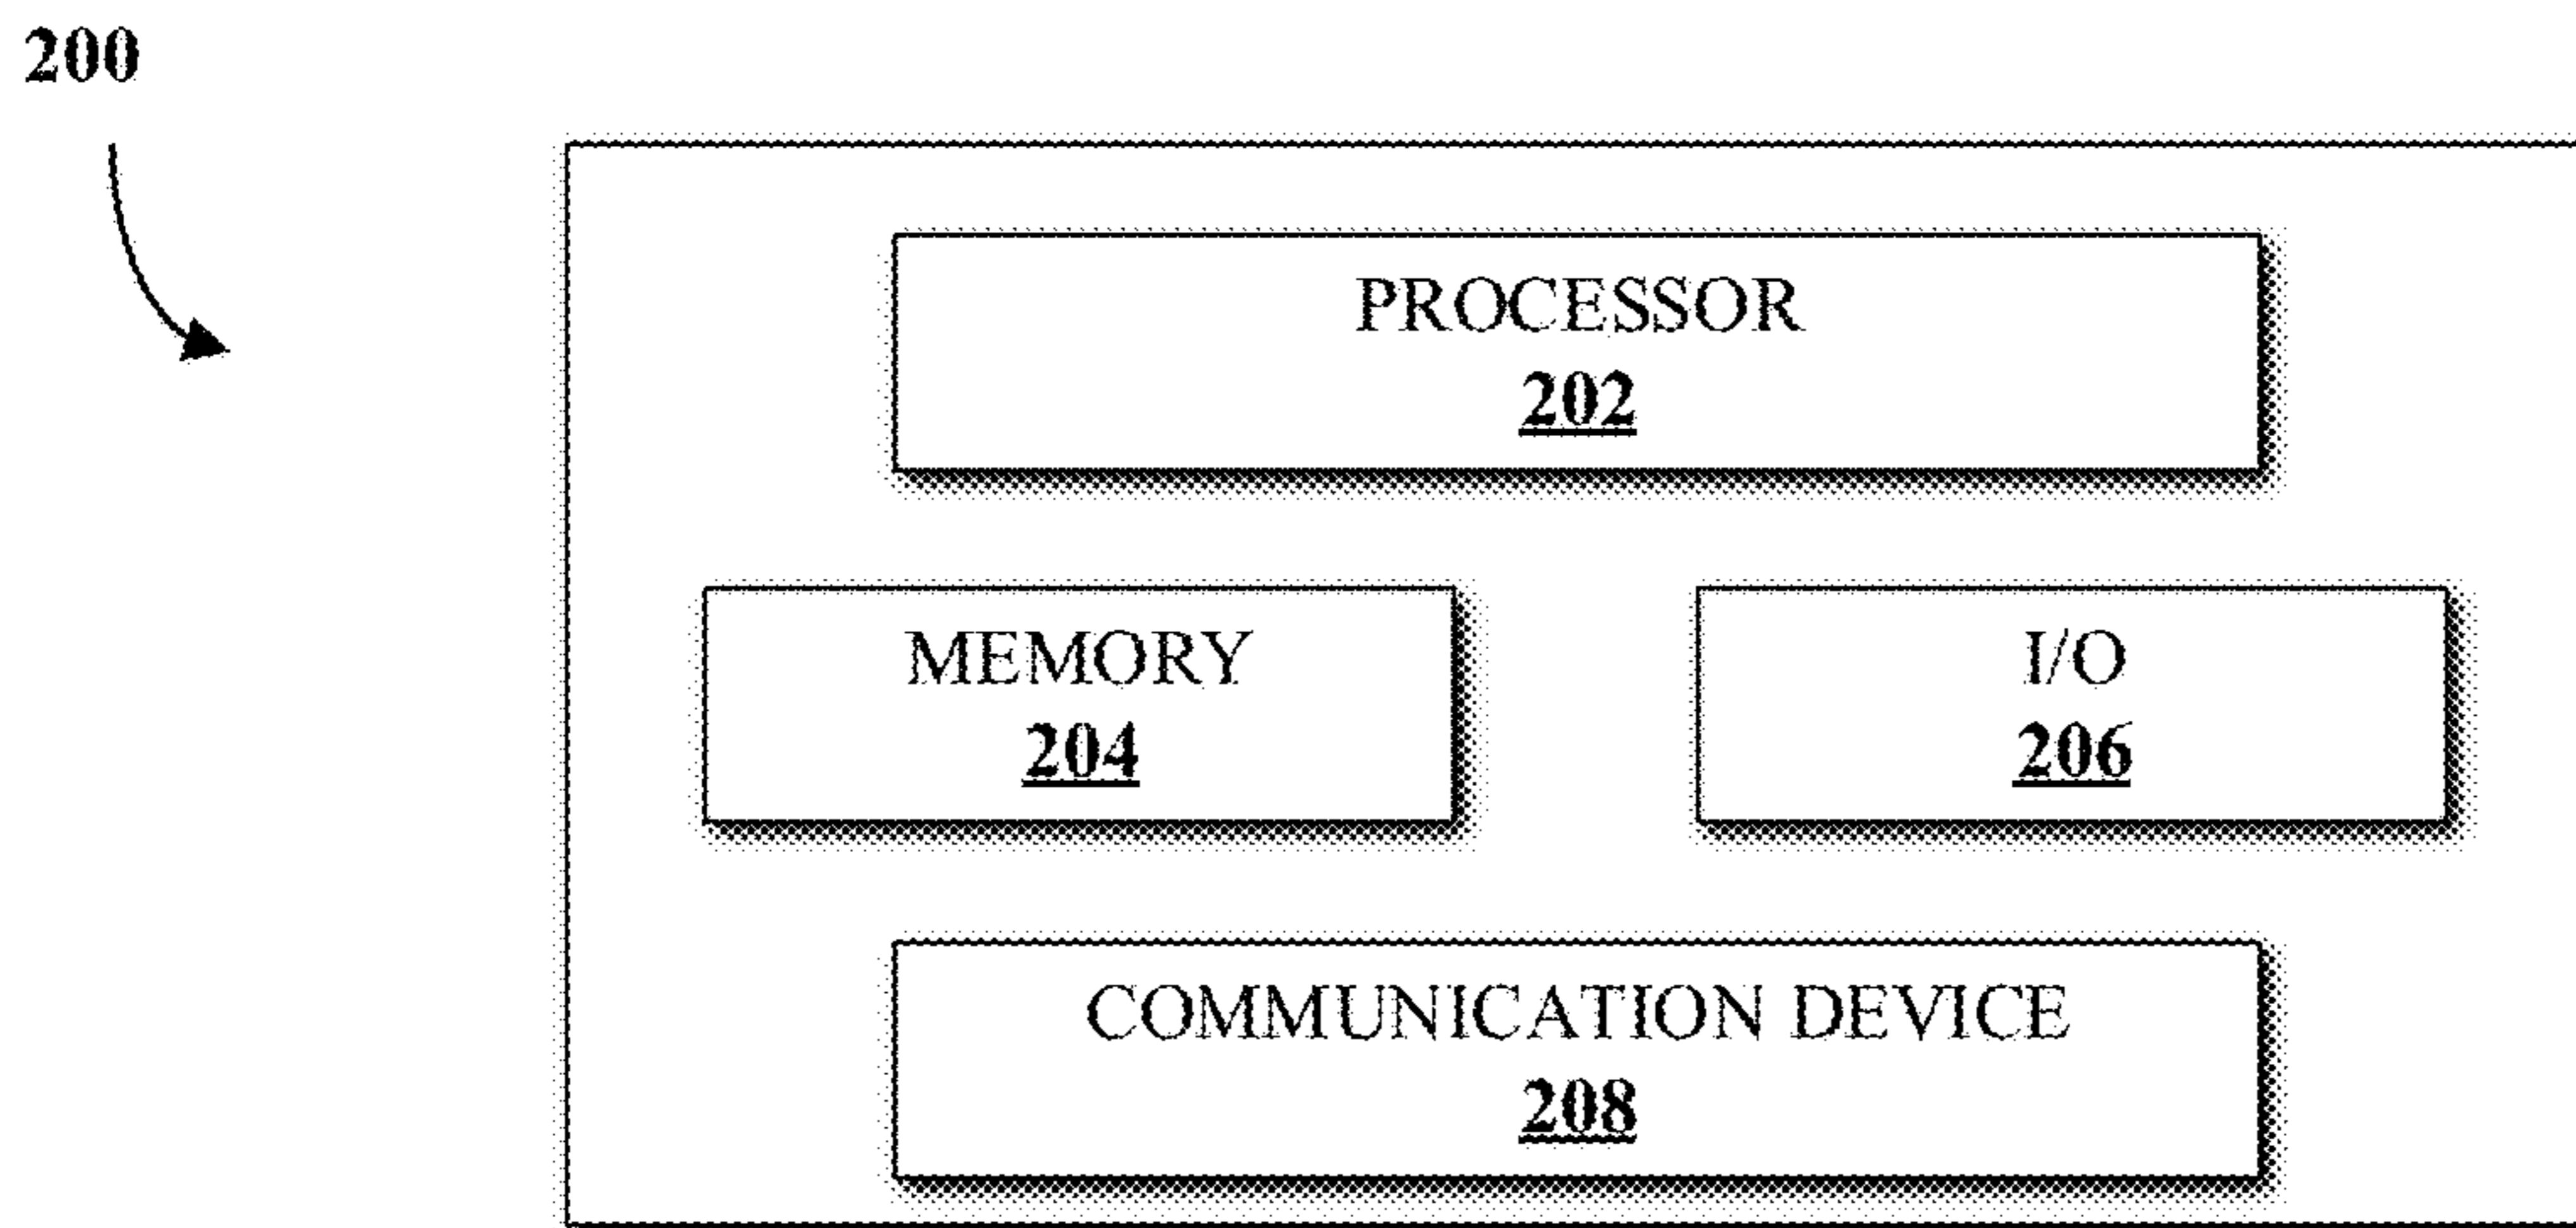 200
PROCESSOR
202
MEMORY
204
I/O
206
COMMUNICATION DEVICE
208